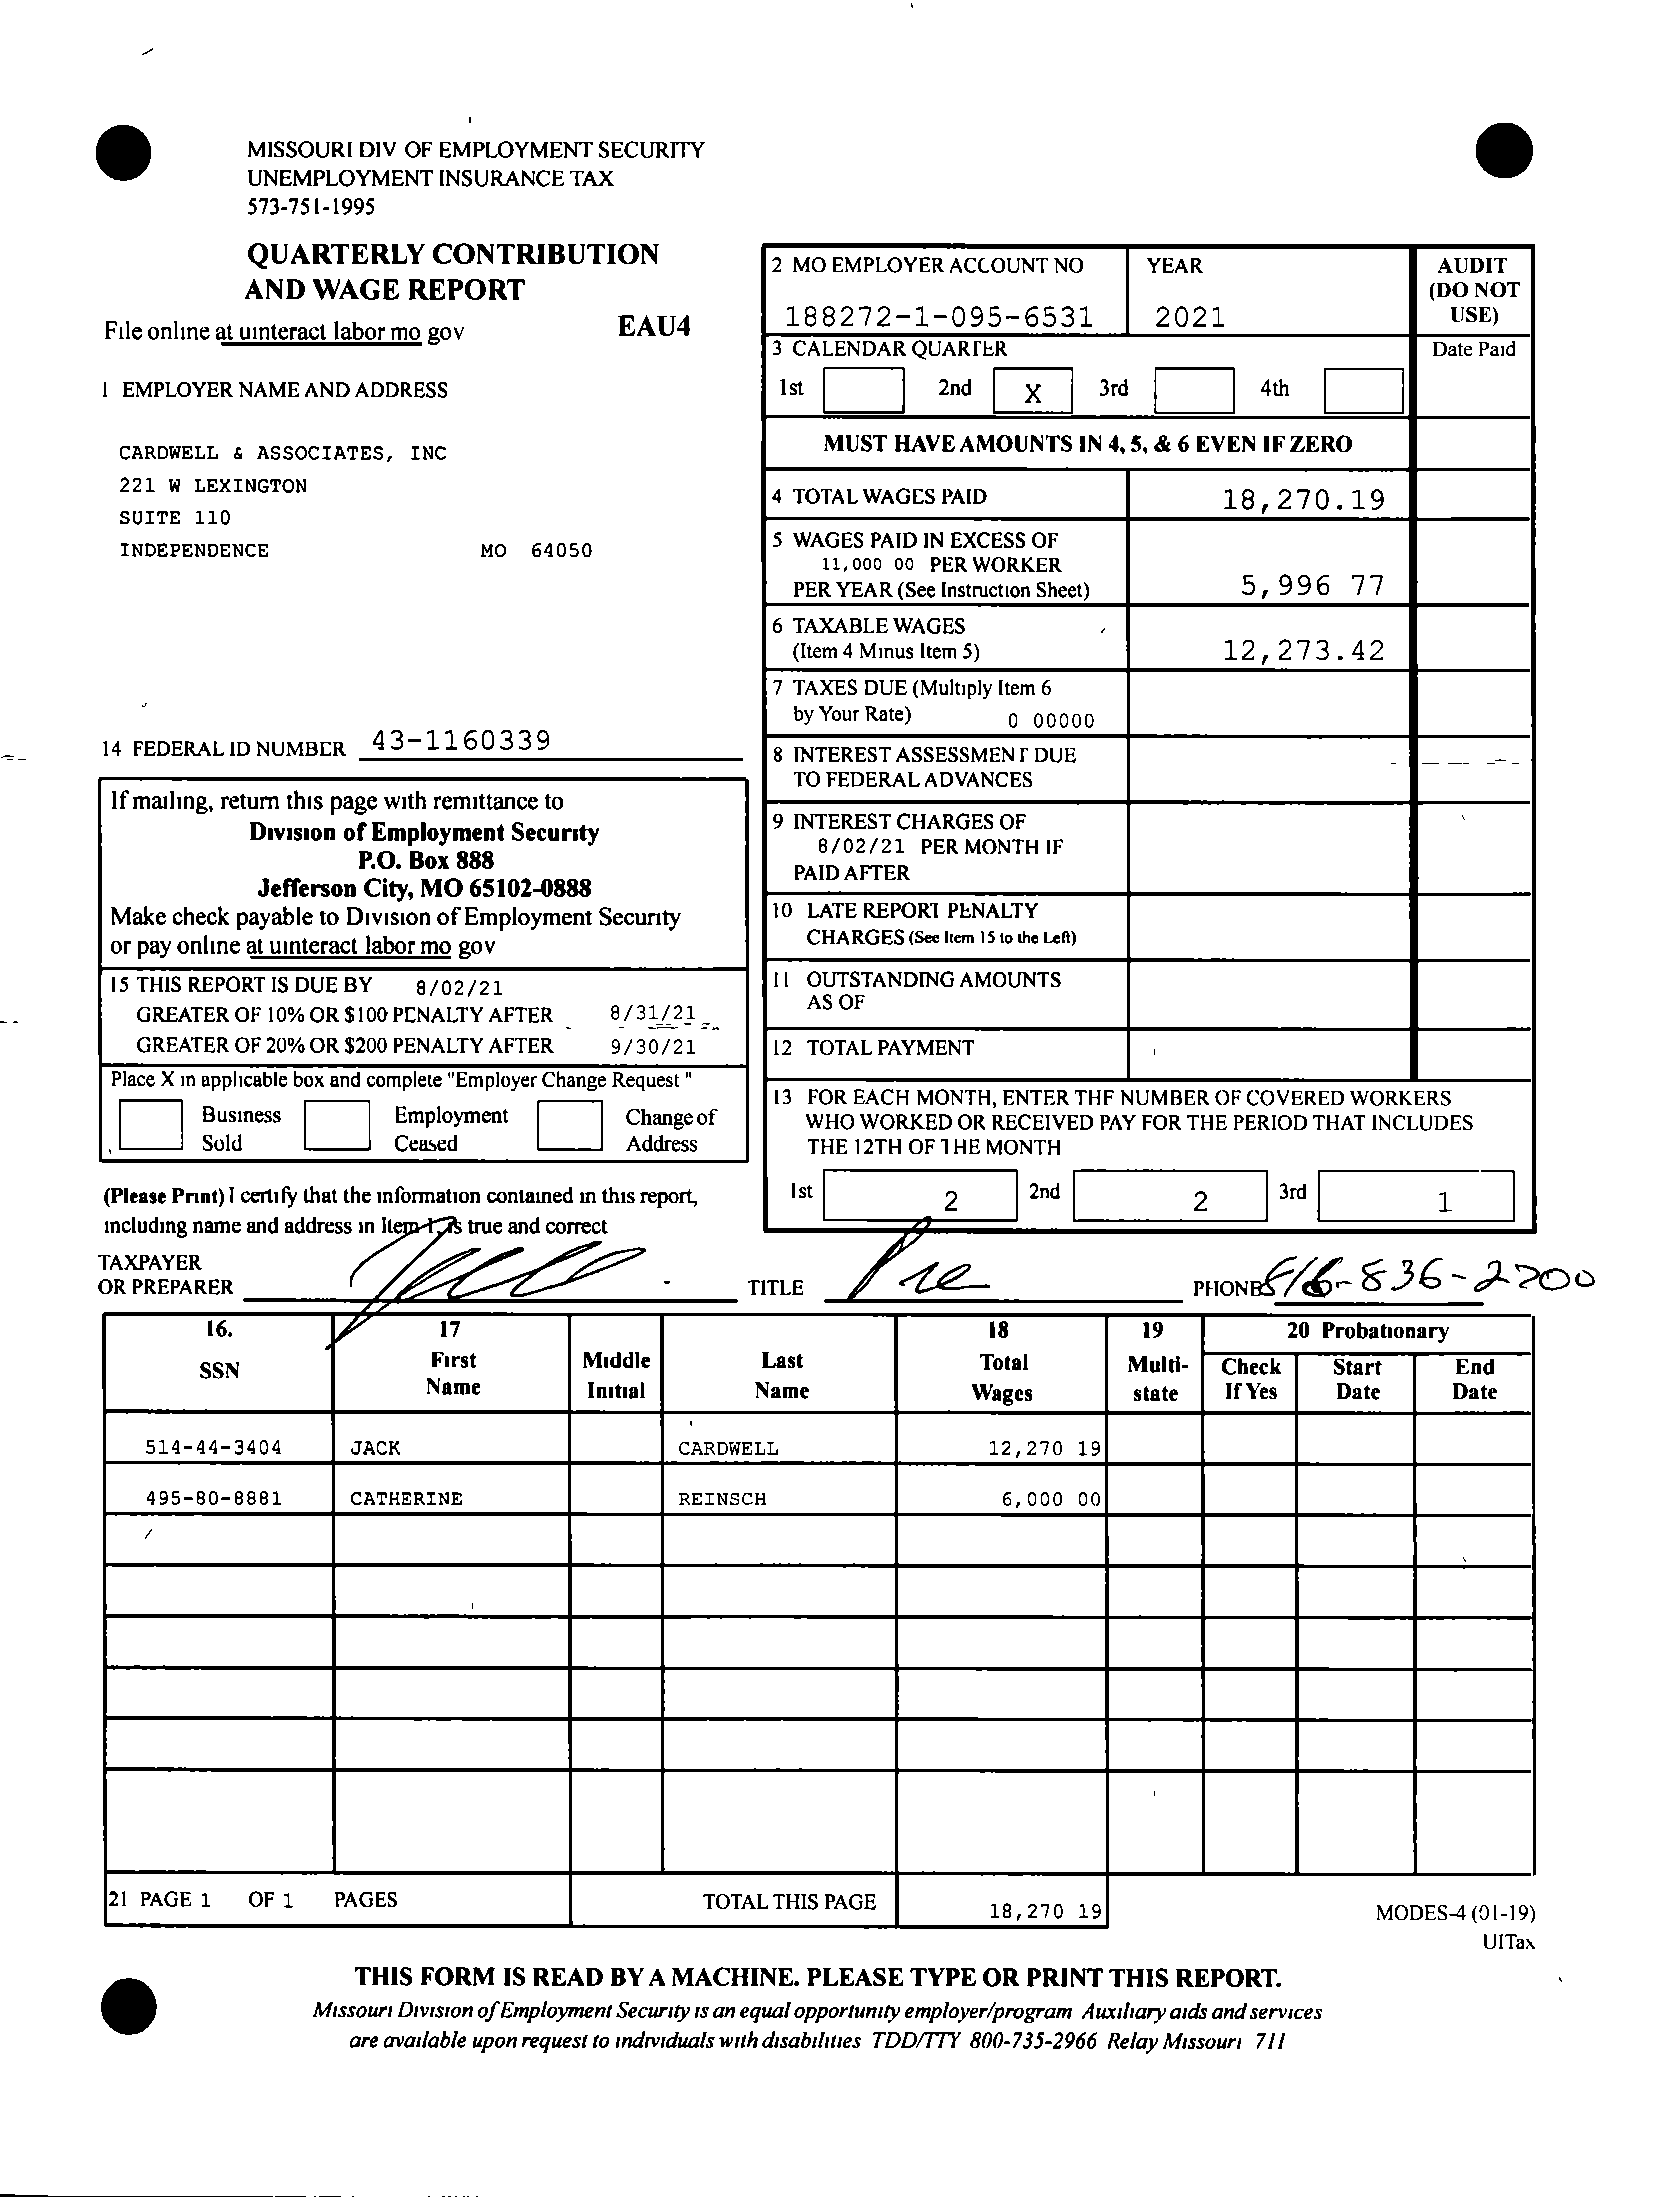 MISSOURI DIV OF EMPLOYMENT SECURITY
UNEMPLOYMENT INSURANCE TAX
573-751-1995
QUARTERLY CONTRIBUTION
AND WAGE REPORT
File online at uinteract labor mo gov
EAU4
1 EMPLOYER NAME AND ADDRESS
CARDWELL & ASSOCIATES, INC
221 W LEXINGTON
SUITE 110
INDEPENDENCE MO 64050
14 FEDERAL ID NUMBER 43-1160339
If mailing, return this page with remittance to
Division of Employment Security
P.O. Box 888
Jefferson City, MO 65102-0888
Make check payable to Division of Employment Security
or pay online at uinteract labor mo gov
15 THIS REPORT IS DUE BY 8/02/21
GREATER OF 10% OR $100 PENALTY AFTER 8/31/21
GREATER OF 20% OR $200 PENALTY AFTER 9/30/21
Place X in applicable box and complete "Employer Change Request "
Business Sold
Employment Ceased
Change of Address
2 MO EMPLOYER ACCOUNT NO YEAR
188272-1-095-6531 2021
AUDIT
(DO NOT
USE)
3 CALENDAR QUARTER Date Paid
1st 2nd X 3rd 4th
MUST HAVE AMOUNTS IN 4, 5, & 6 EVEN IF ZERO
4 TOTAL WAGES PAID 18,270.19
5 WAGES PAID IN EXCESS OF
11,000 00 PER WORKER
PER YEAR (See Instruction Sheet) 5,996 77
6 TAXABLE WAGES
(Item 4 Minus Item 5) 12,273.42
7 TAXES DUE (Multiply Item 6
by Your Rate) 0 00000
8 INTEREST ASSESSMENT DUE
TO FEDERAL ADVANCES
9 INTEREST CHARGES OF
8/02/21 PER MONTH IF
PAID AFTER
10 LATE REPORT PENALTY
CHARGES (See Item 15 to the Left)
11 OUTSTANDING AMOUNTS
AS OF
12 TOTAL PAYMENT
13 FOR EACH MONTH, ENTER THE NUMBER OF COVERED WORKERS
WHO WORKED OR RECEIVED PAY FOR THE PERIOD THAT INCLUDES
THE 12TH OF THE MONTH
1st 2 2nd 2 3rd 1
(Please Print) I certify that the information contained in this report,
including name and address in Item 1, is true and correct
TAXPAYER
OR PREPARER
TITLE Pre
PHONE 816-836-2200
16. SSN
17 First Name
Middle Initial
Last Name
18 Total Wages
19 Multi-state
20 Probationary
Check If Yes
Start Date
End Date
514-44-3404 JACK CARDWELL 12,270 19
495-80-8881 CATHERINE REINSCH 6,000 00
21 PAGE 1 OF 1 PAGES TOTAL THIS PAGE 18,270 19
MODES-4 (01-19)
UITax
THIS FORM IS READ BY A MACHINE. PLEASE TYPE OR PRINT THIS REPORT.
Missouri Division of Employment Security is an equal opportunity employer/program Auxiliary aids and services
are available upon request to individuals with disabilities TDD/TTY 800-735-2966 Relay Missouri 711